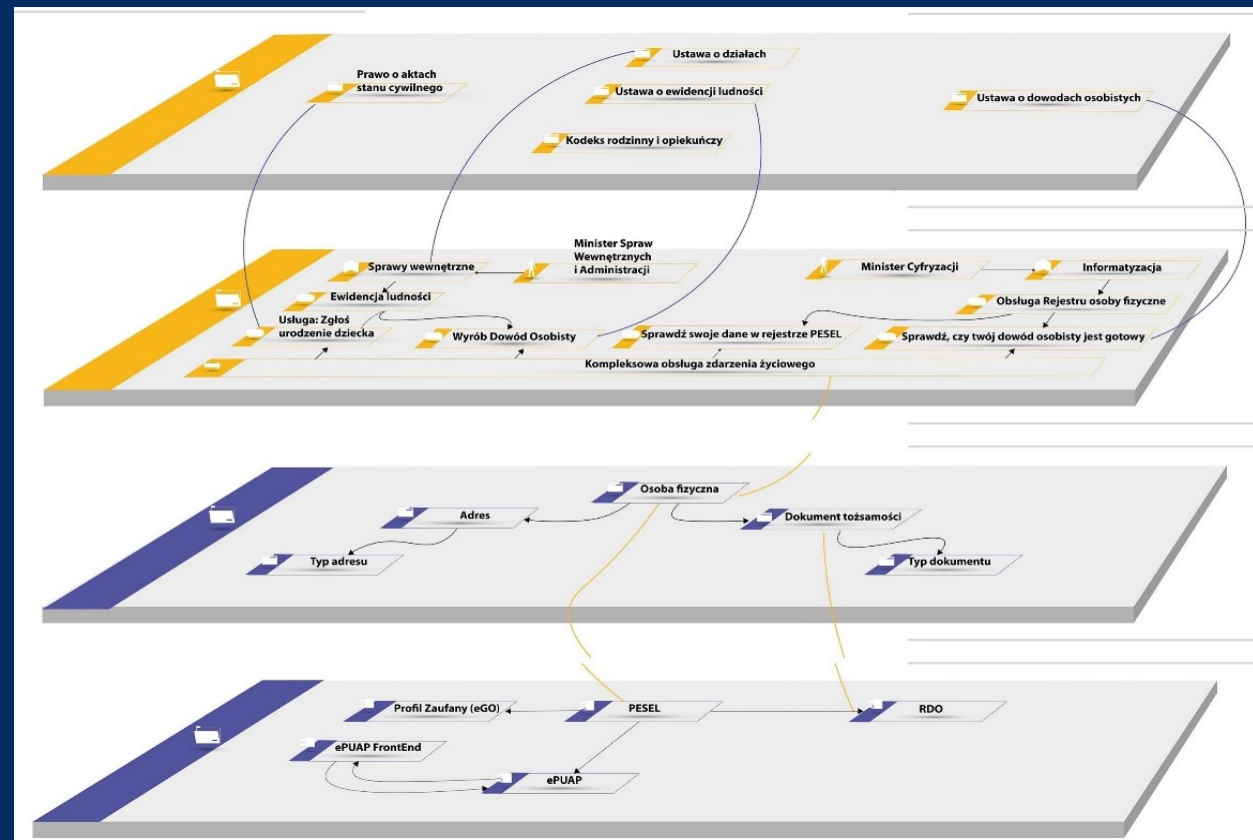 Ustawa o działach
Prawo o aktach
stanu cywilnego
Ustawa o ewidencji ludności
Ustawa o dowodach osobistych
Kodeks rodzinny i opiekuńczy
Minister Spraw
Wewnętrznych
i Administracji
Sprawy wewnętrzne
Minister Cyfryzacji
Informatyzacja
Ewidencja ludności
Obsługa Rejestru osoby fizyczne
Usługa: Zgłoś
urodzenie dziecka
Wyrób Dowód Osobisty
Sprawdź swoje dane w rejestrze PESEL
Sprawdź, czy twój dowód osobisty jest gotowy
Kompleksowa obsługa zdarzenia życiowego
Osoba fizyczna
Adres
Dokument tożsamości
Typ adresu
Typ dokumentu
Profil Zaufany (eGO)
PESEL
RDO
ePUAP FrontEnd
ePUAP